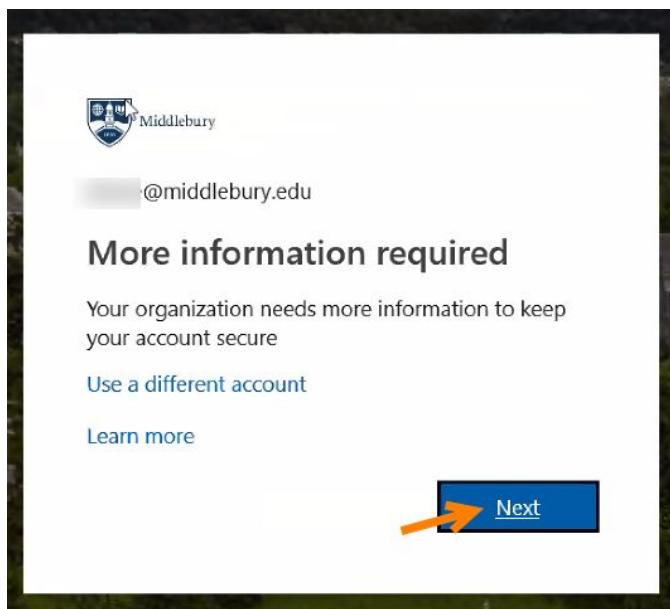 Middlebury
@middlebury.edu
More information required
Your organization needs more information to keep
your account secure
Use a different account
Learn more
Next